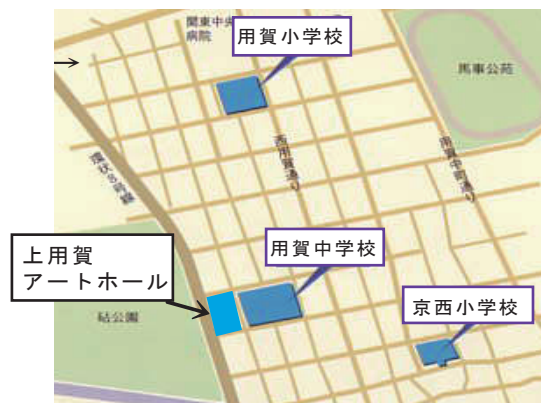 関東中央
病院
用賀小学校
馬事公苑
環状8号線
西用賀通り
用賀中町通り
上用賀
アートホール
用賀中学校
砧公園
京西小学校